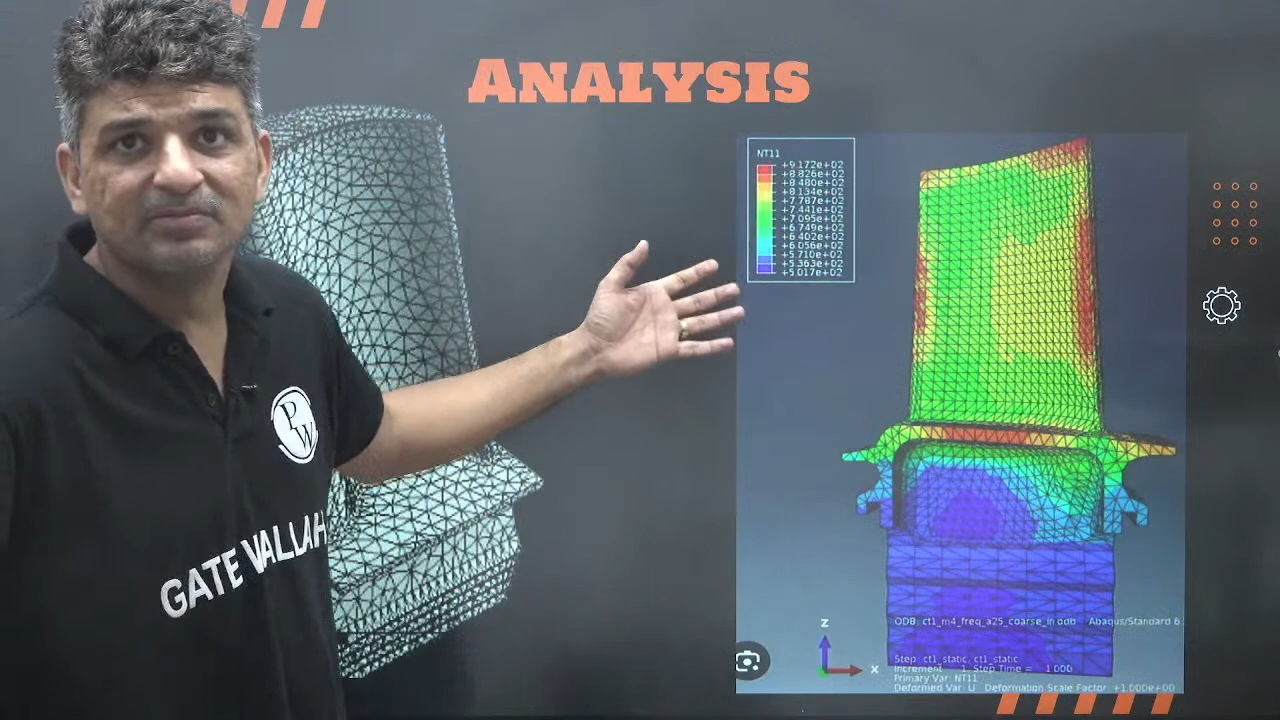 ANALYSIS
NT11
+9.172e+02
+8.826e+02
+8.480e+02
+8.134e+02
+7.787e+02
+7.441e+02
+7.095e+02
+6.749e+02
+6.402e+02
+6.056e+02
+5.710e+02
+5.363e+02
+5.017e+02
PW
GATE WALLAH
Z
X
ODB: ct1_m4_freq_a25_coarse_in.odb Abaqus/Standard 6
Step: ct1_static, ct1_static
Increment 1: Step Time = 1.000
Primary Var: NT11
Deformed Var: U Deformation Scale Factor: +1.000e+00